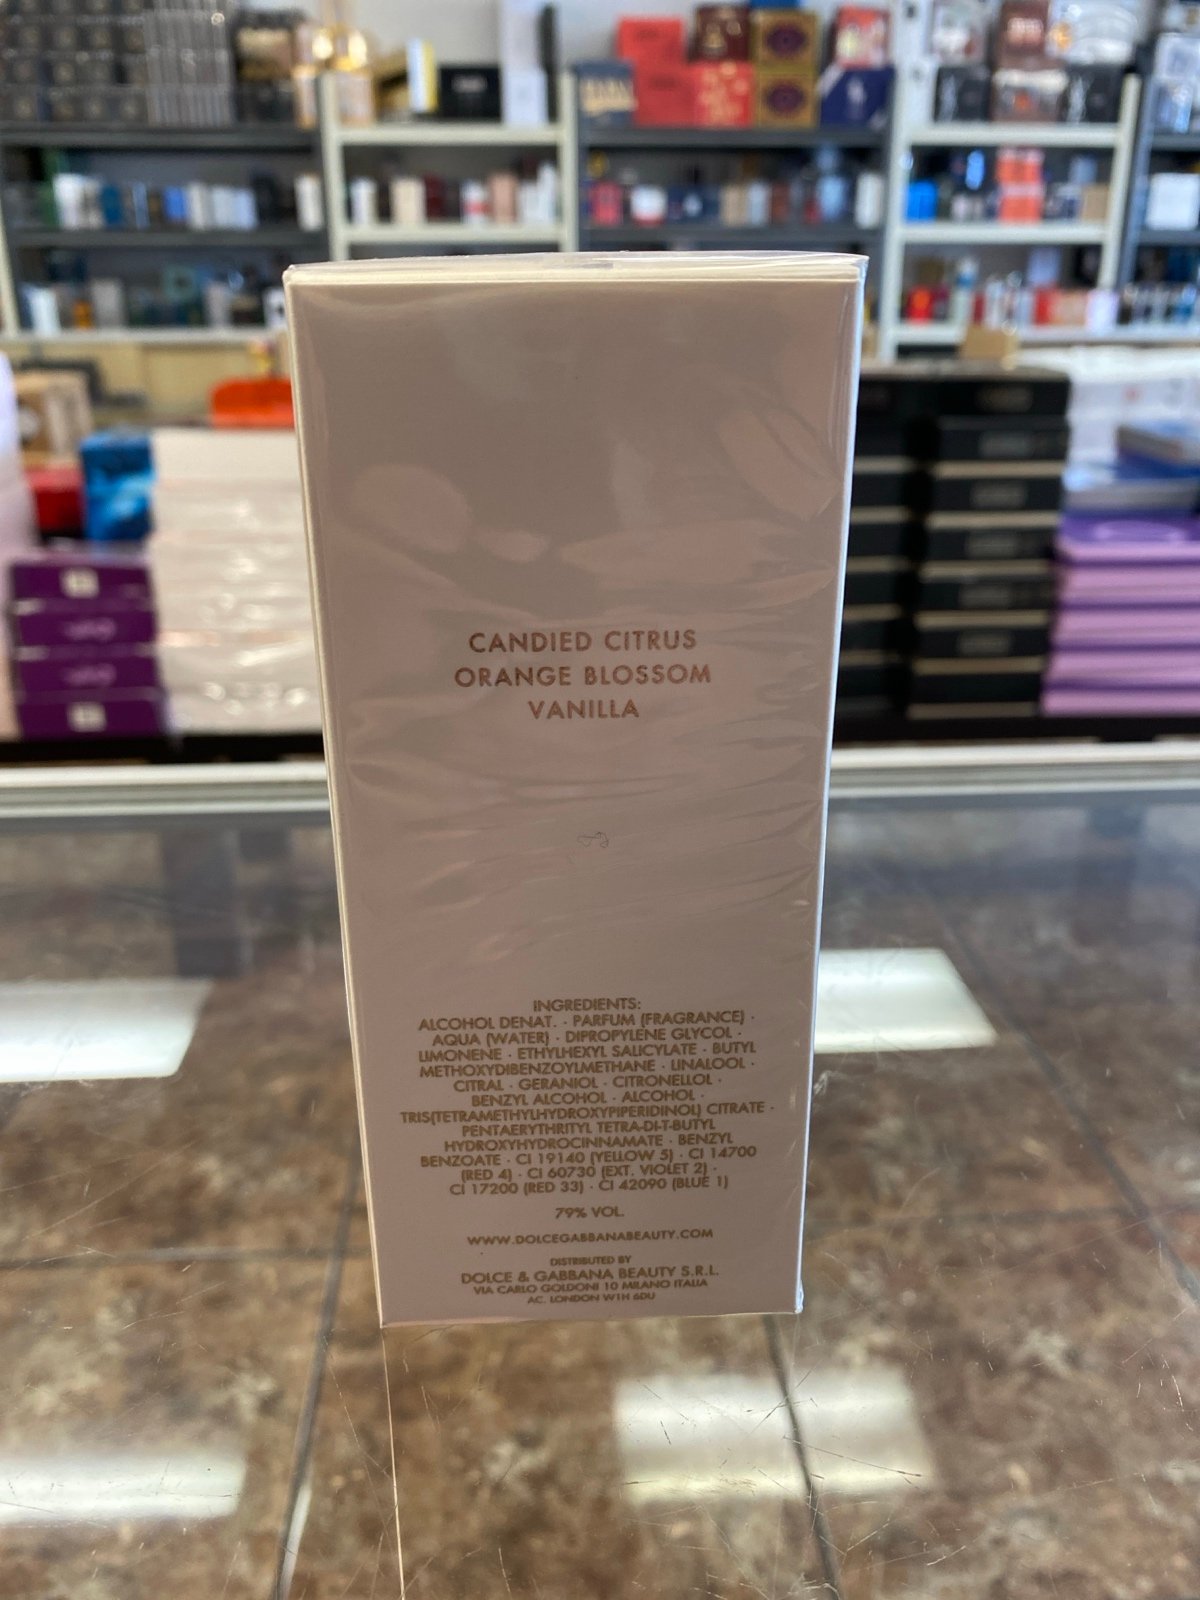 CANDIED CITRUS
ORANGE BLOSSOM
VANILLA
INGREDIENTS:
ALCOHOL DENAT. · PARFUM (FRAGRANCE) ·
AQUA (WATER) · DIPROPYLENE GLYCOL ·
LIMONENE · ETHYLHEXYL SALICYLATE · BUTYL
METHOXYDIBENZOYLMETHANE · LINALOOL ·
CITRAL · GERANIOL · CITRONELLOL ·
BENZYL ALCOHOL · ALCOHOL ·
TRIS(TETRAMETHYLHYDROXYPIPERIDINOL) CITRATE ·
PENTAERYTHRITYL TETRA-DI-T-BUTYL
HYDROXYHYDROCINNAMATE · BENZYL
BENZOATE · CI 19140 (YELLOW 5) · CI 14700
(RED 4) · CI 60730 (EXT. VIOLET 2) ·
CI 17200 (RED 33) · CI 42090 (BLUE 1)
79% VOL.
WWW.DOLCEGABBANABEAUTY.COM
DISTRIBUTED BY
DOLCE & GABBANA BEAUTY S.R.L.
VIA CARLO GOLDONI 10 MILANO ITALIA
AC. LONDON W1H 6DU